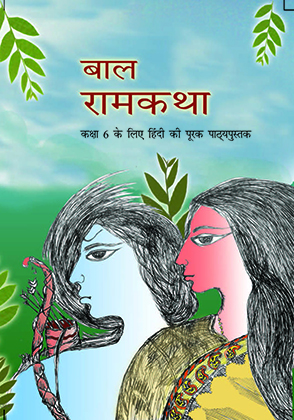 बाल
रामकथा
कक्षा 6 के लिए हिंदी की पूरक पाठ्यपुस्तक